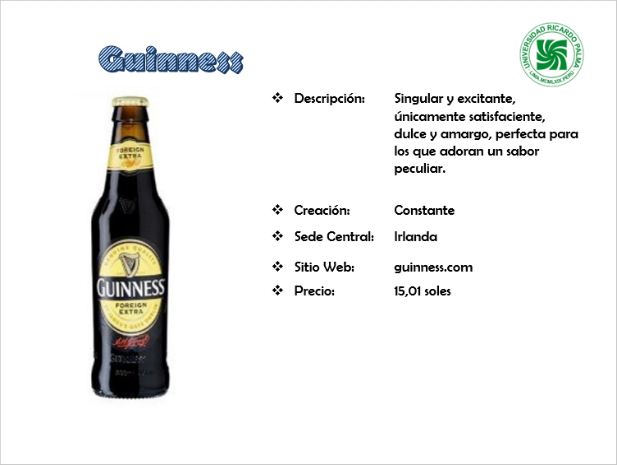 Guinness
UNIVERSIDAD RICARDO PALMA
LIMA, MCMLXIX, PERÚ
❖ Descripción: Singular y excitante,
únicamente satisfaciente,
dulce y amargo, perfecta para
los que adoran un sabor
peculiar.
❖ Creación: Constante
❖ Sede Central: Irlanda
❖ Sitio Web: guinness.com
❖ Precio: 15,01 soles
FOREIGN
EXTRA
GENUINE QUALITY
GUINNESS
FOREIGN
EXTRA